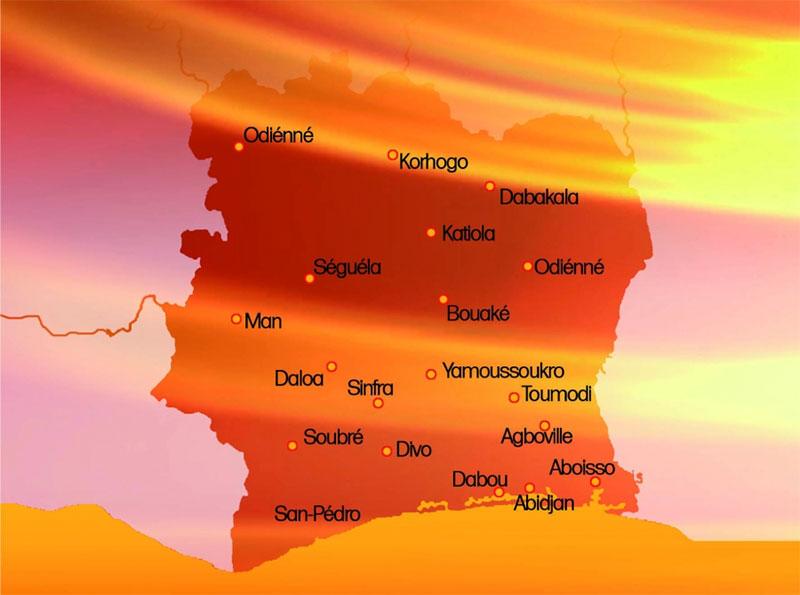 Odiénné
Korhogo
Dabakala
Katiola
Séguéla
Odiénné
Bouaké
Man
Yamoussoukro
Daloa
Sinfra
Toumodi
Soubré
Agboville
Divo
Aboisso
Dabou
Abidjan
San-Pédro